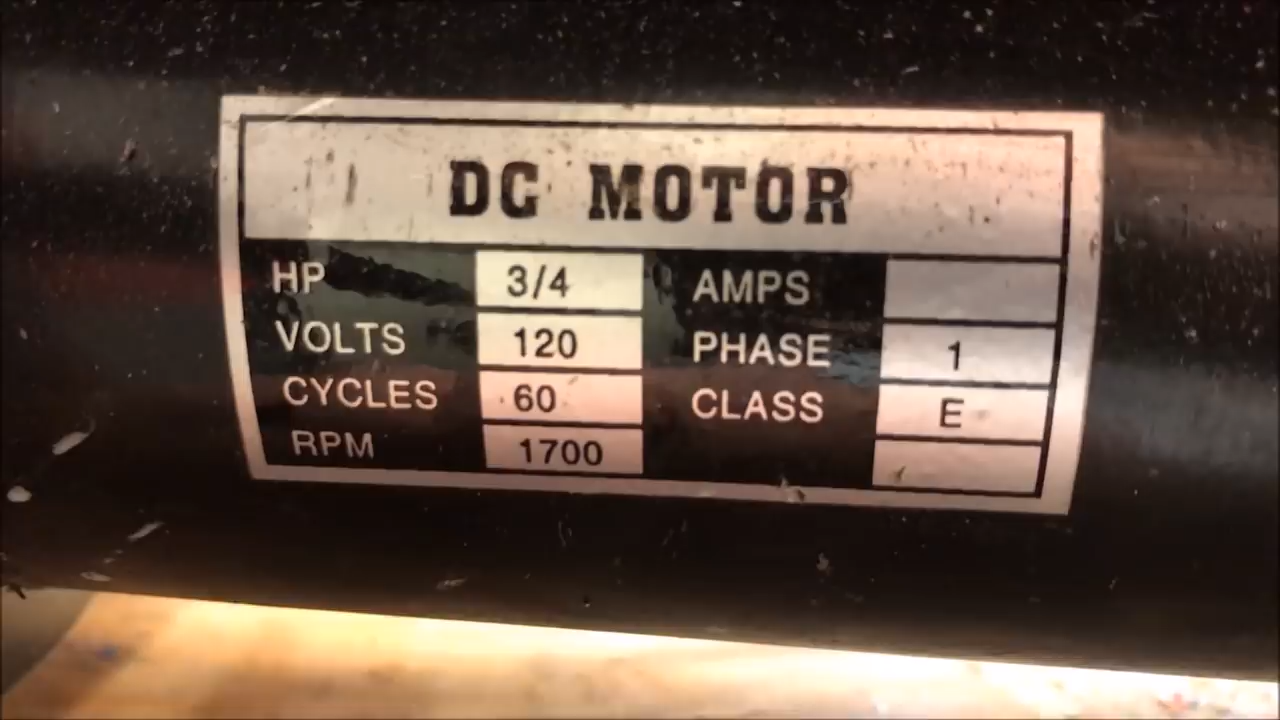 DC MOTOR
HP 3/4 AMPS
VOLTS 120 PHASE 1
CYCLES 60 CLASS E
RPM 1700